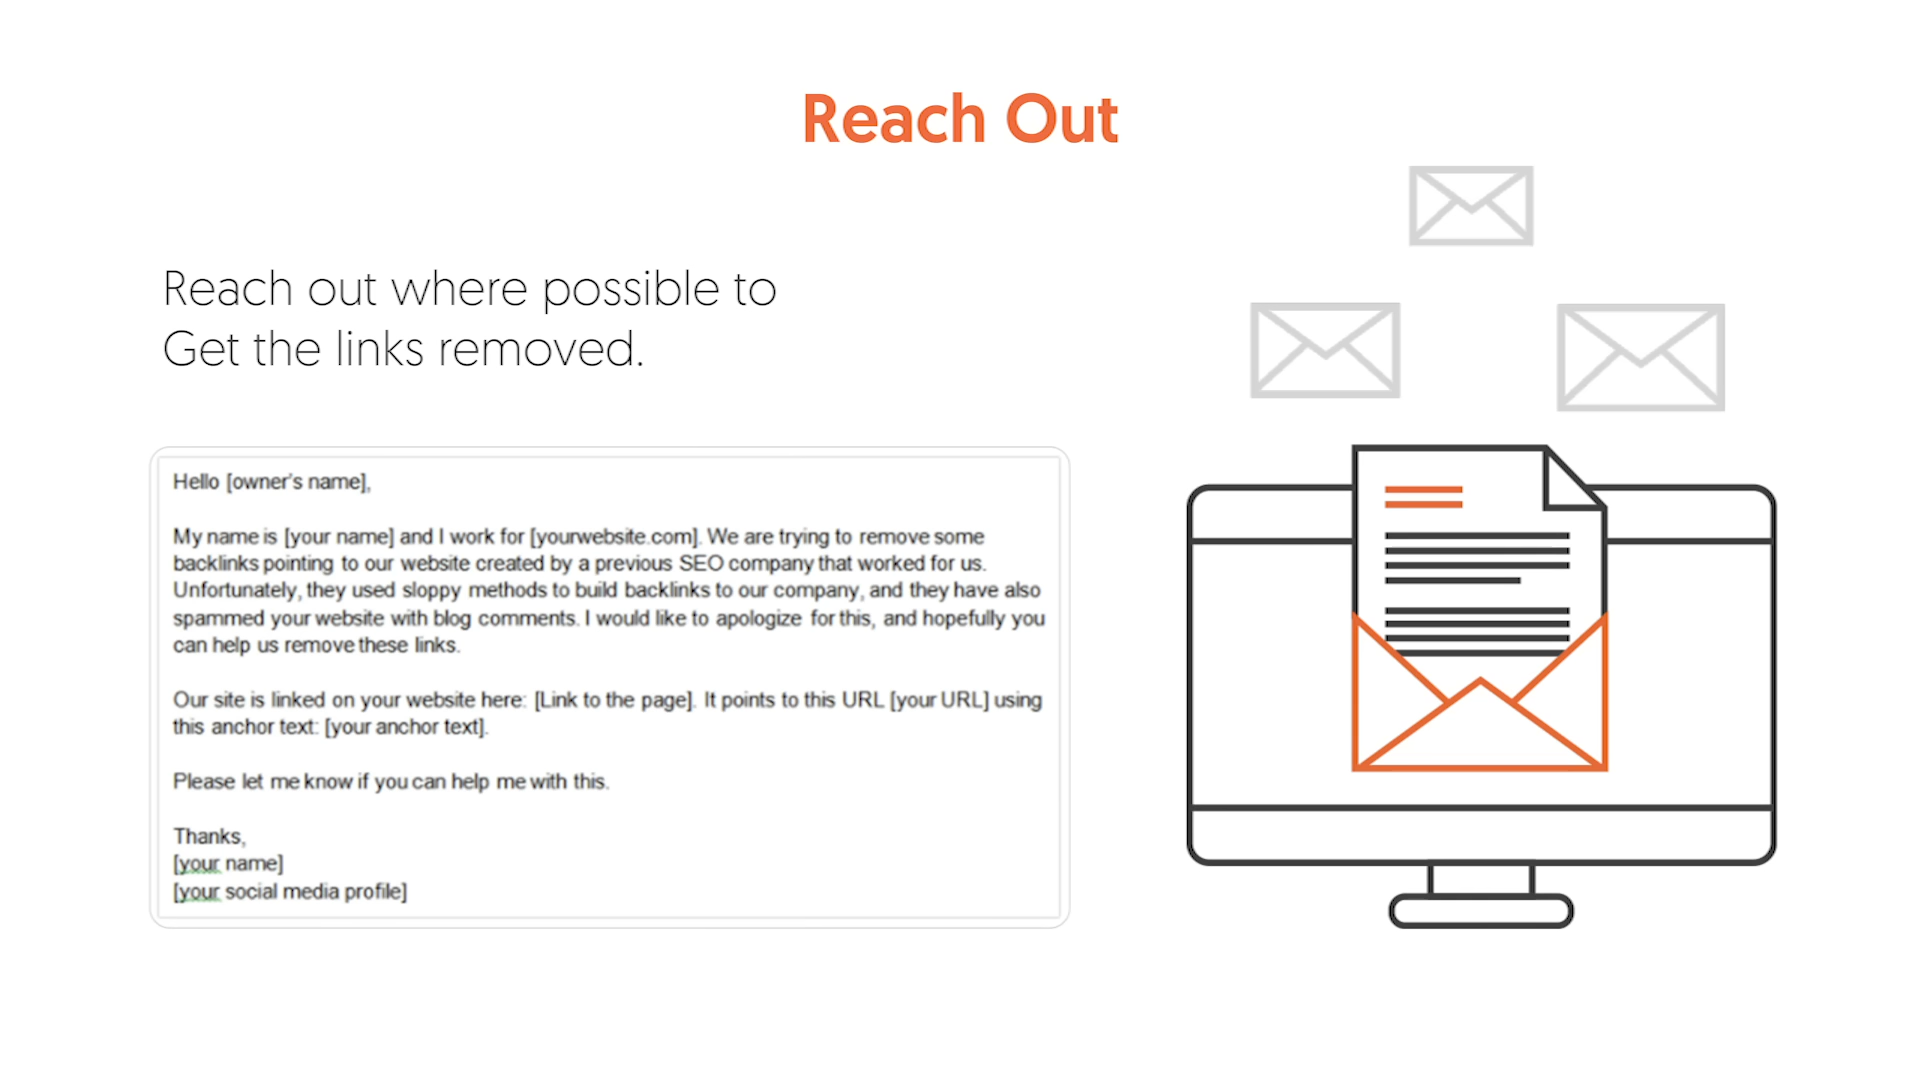 Reach Out
Reach out where possible to
Get the links removed.
Hello [owner's name],
My name is [your name] and I work for [yourwebsite.com]. We are trying to remove some
backlinks pointing to our website created by a previous SEO company that worked for us.
Unfortunately, they used sloppy methods to build backlinks to our company, and they have also
spammed your website with blog comments. I would like to apologize for this, and hopefully you
can help us remove these links.
Our site is linked on your website here: [Link to the page]. It points to this URL [your URL] using
this anchor text: [your anchor text].
Please let me know if you can help me with this.
Thanks,
[your name]
[your social media profile]